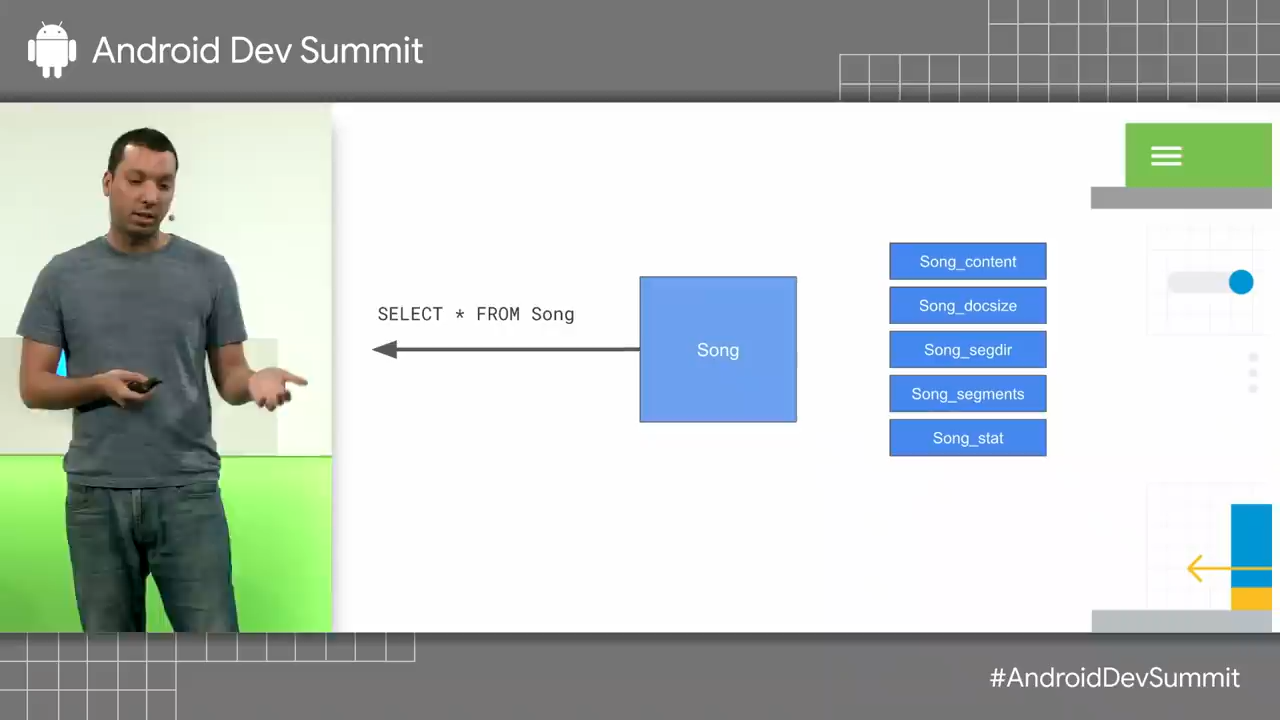 Android Dev Summit
SELECT * FROM Song
Song
Song_content
Song_docsize
Song_segdir
Song_segments
Song_stat
#AndroidDevSummit